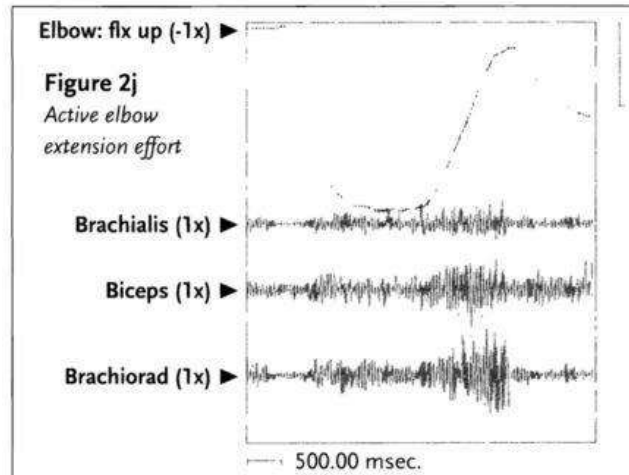 Elbow: flx up (-1x) ►
Figure 2j
Active elbow
extension effort
Brachialis (1x) ►
Biceps (1x) ►
Brachiorad (1x) ►
500.00 msec.